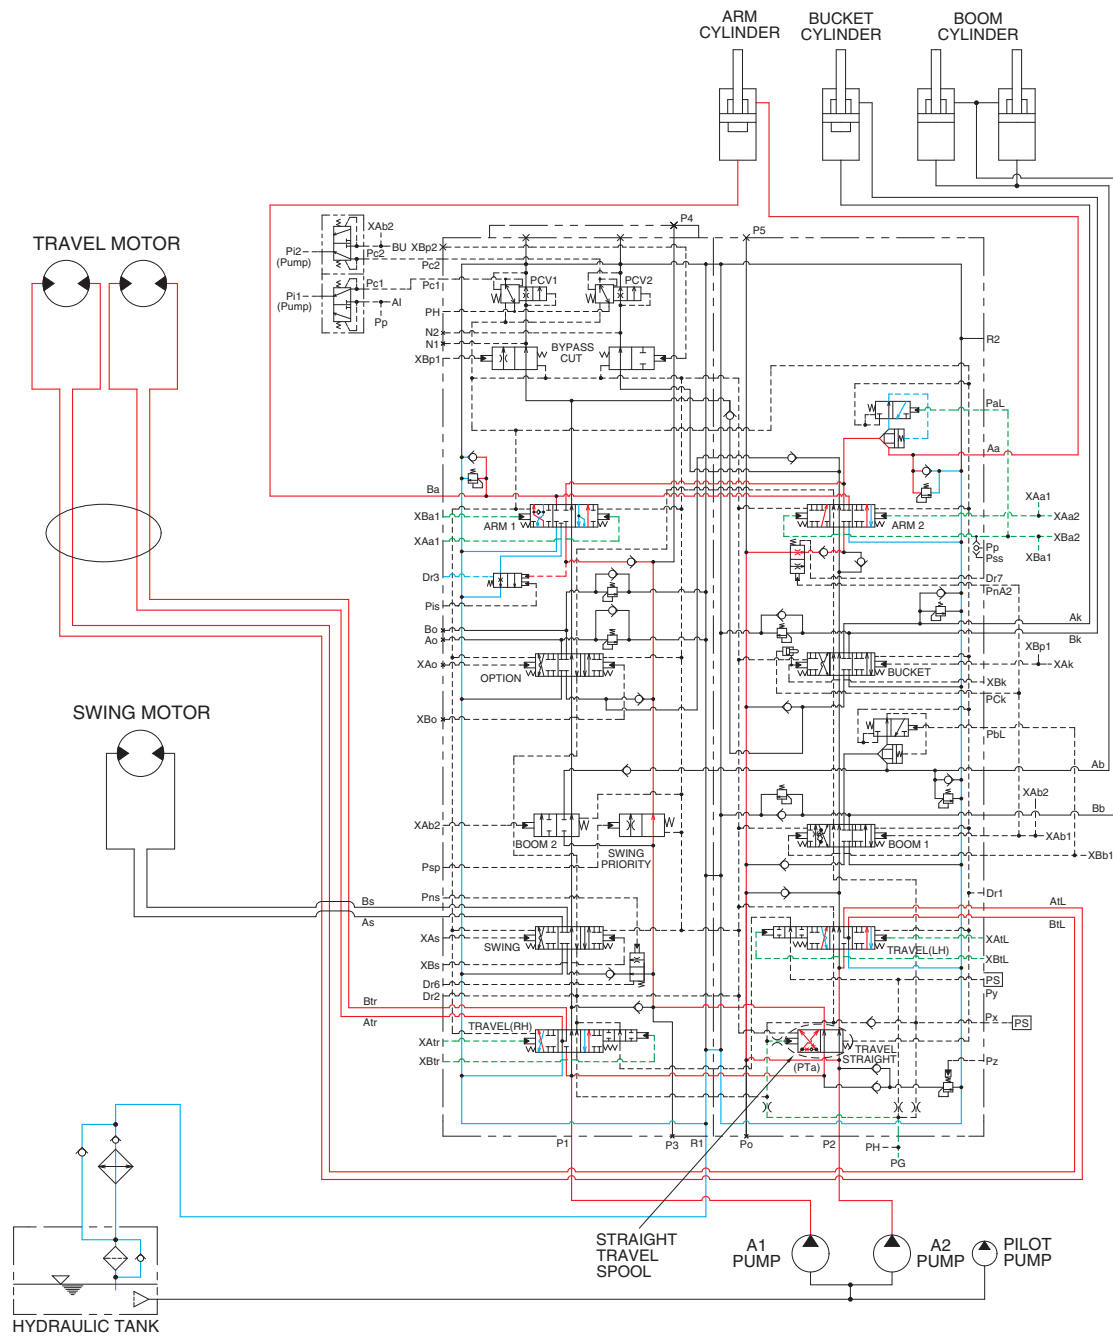 ARM
CYLINDER
BUCKET
CYLINDER
BOOM
CYLINDER
TRAVEL MOTOR
XAb2
Pi2
(Pump)
BU
Pc2
Pc1
Pi1
(Pump)
AI
Pp
XBp2
Pc2
Pc1
PH
N2
N1
XBp1
P4
P5
PCV1
PCV2
BYPASS
CUT
R2
PaL
Aa
Ba
XBa1
XAa1
ARM 1
ARM 2
XAa1
XAa2
XBa2
XBa1
Pp
Pss
Dr3
Pis
Dr7
PnA2
Bo
Ao
Ak
Bk
XAo
OPTION
BUCKET
XBp1
XAk
XBk
PCk
XBo
SWING MOTOR
PbL
Ab
XAb2
BOOM 2
SWING
PRIORITY
BOOM 1
XAb2
XAb1
Bb
XBb1
Psp
Pns
Dr1
Bs
As
AtL
BtL
XAs
SWING
TRAVEL(LH)
XAtL
XBs
XBtL
Dr6
Dr2
PS
Py
Btr
Atr
Px
PS
TRAVEL(RH)
XAtr
XBtr
TRAVEL
STRAIGHT
(PTa)
Pz
P1
P3
R1
Po
P2
PH
PG
STRAIGHT
TRAVEL
SPOOL
A1
PUMP
A2
PUMP
PILOT
PUMP
HYDRAULIC TANK